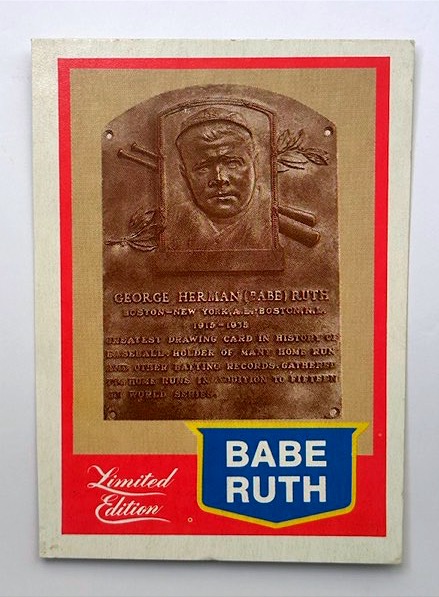 GEORGE HERMAN (BABE) RUTH
BOSTON-NEW YORK, A.L.; BOSTON, N.L.
1915-1935
GREATEST DRAWING CARD IN HISTORY OF
BASEBALL. HOLDER OF MANY HOME RUN
AND OTHER BATTING RECORDS. GATHERED
714 HOME RUNS IN ADDITION TO FIFTEEN
IN WORLD SERIES.
Limited
Edition
BABE
RUTH